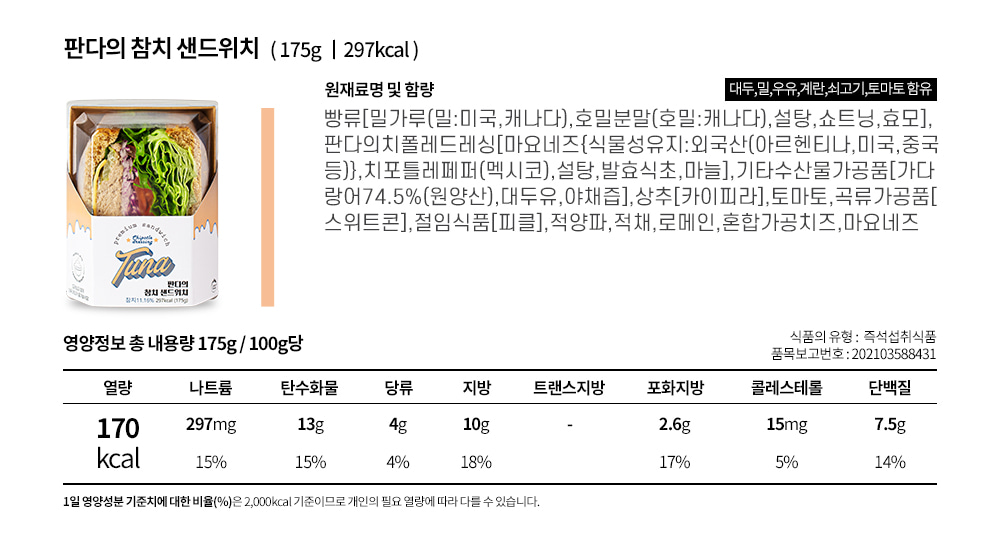 판다의 참치 샌드위치 ( 175g ㅣ297kcal )
원재료명 및 함량
대두,밀,우유,계란,쇠고기,토마토 함유
빵류[밀가루(밀:미국,캐나다),호밀분말(호밀:캐나다),설탕,쇼트닝,효모],
판다의치폴레드레싱[마요네즈{식물성유지:외국산(아르헨티나,미국,중국
등)},치포틀레페퍼(멕시코),설탕,발효식초,마늘],기타수산물가공품[가다
랑어74.5%(원양산),대두유,야채즙],상추[카이피라],토마토,곡류가공품[
스위트콘],절임식품[피클],적양파,적채,로메인,혼합가공치즈,마요네즈
premium sandwich
Chipotle
Dressing
Tuna
판다의
참치 샌드위치
참치11.16% 297kcal (175g)
영양정보 총 내용량 175g / 100g당
식품의 유형 : 즉석섭취식품
품목보고번호 : 202103588431
열량 나트륨 탄수화물 당류 지방 트랜스지방 포화지방 콜레스테롤 단백질
170 297mg 13g 4g 10g - 2.6g 15mg 7.5g
kcal 15% 15% 4% 18% 17% 5% 14%
1일 영양성분 기준치에 대한 비율(%)은 2,000kcal 기준이므로 개인의 필요 열량에 따라 다를 수 있습니다.